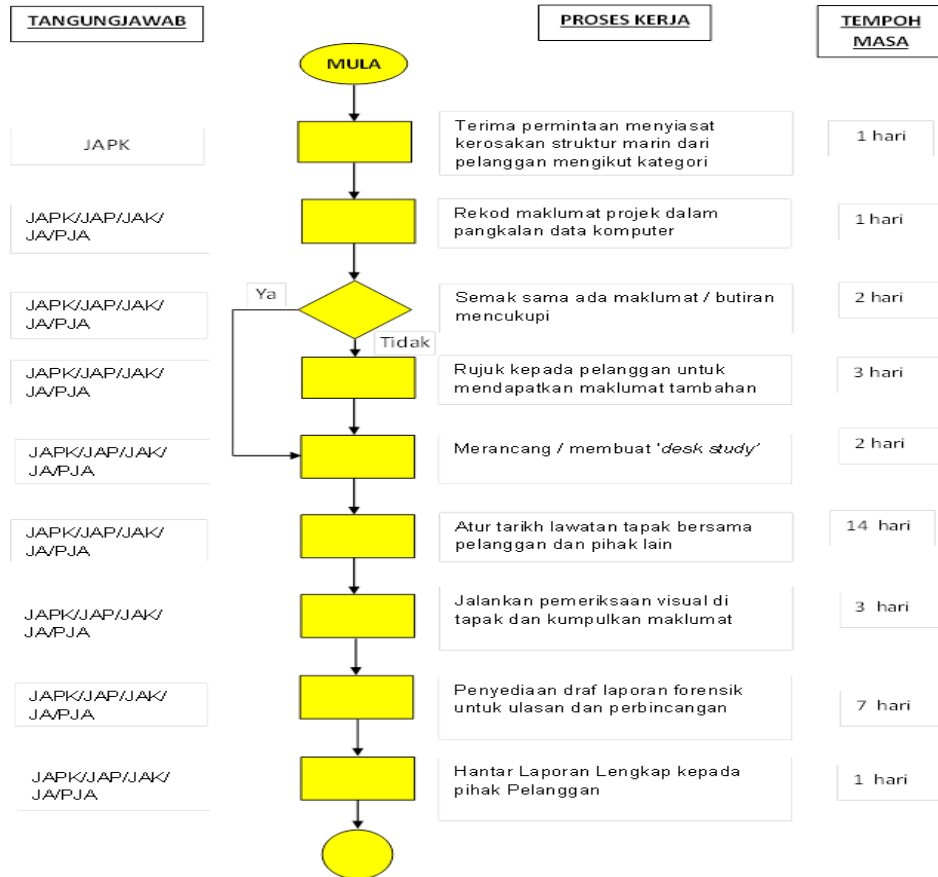 TANGUNGJAWAB
PROSES KERJA
TEMPOH
MASA
MULA
JAPK
Terima permintaan menyiasat
kerosakan struktur marin dari
pelanggan mengikut kategori
1 hari
JAPK/JAP/JAK/
JA/PJA
Rekod maklumat projek dalam
pangkalan data komputer
1 hari
Ya
JAPK/JAP/JAK/
JA/PJA
Semak sama ada maklumat / butiran
mencukupi
2 hari
Tidak
JAPK/JAP/JAK/
JA/PJA
Rujuk kepada pelanggan untuk
mendapatkan maklumat tambahan
3 hari
JAPK/JAP/JAK/
JA/PJA
Merancang / membuat 'desk study'
2 hari
JAPK/JAP/JAK/
JA/PJA
Atur tarikh lawatan tapak bersama
pelanggan dan pihak lain
14 hari
JAPK/JAP/JAK/
JA/PJA
Jalankan pemeriksaan visual di
tapak dan kumpulkan maklumat
3 hari
JAPK/JAP/JAK/
JA/PJA
Penyediaan draf laporan forensik
untuk ulasan dan perbincangan
7 hari
JAPK/JAP/JAK/
JA/PJA
Hantar Laporan Lengkap kepada
pihak Pelanggan
1 hari